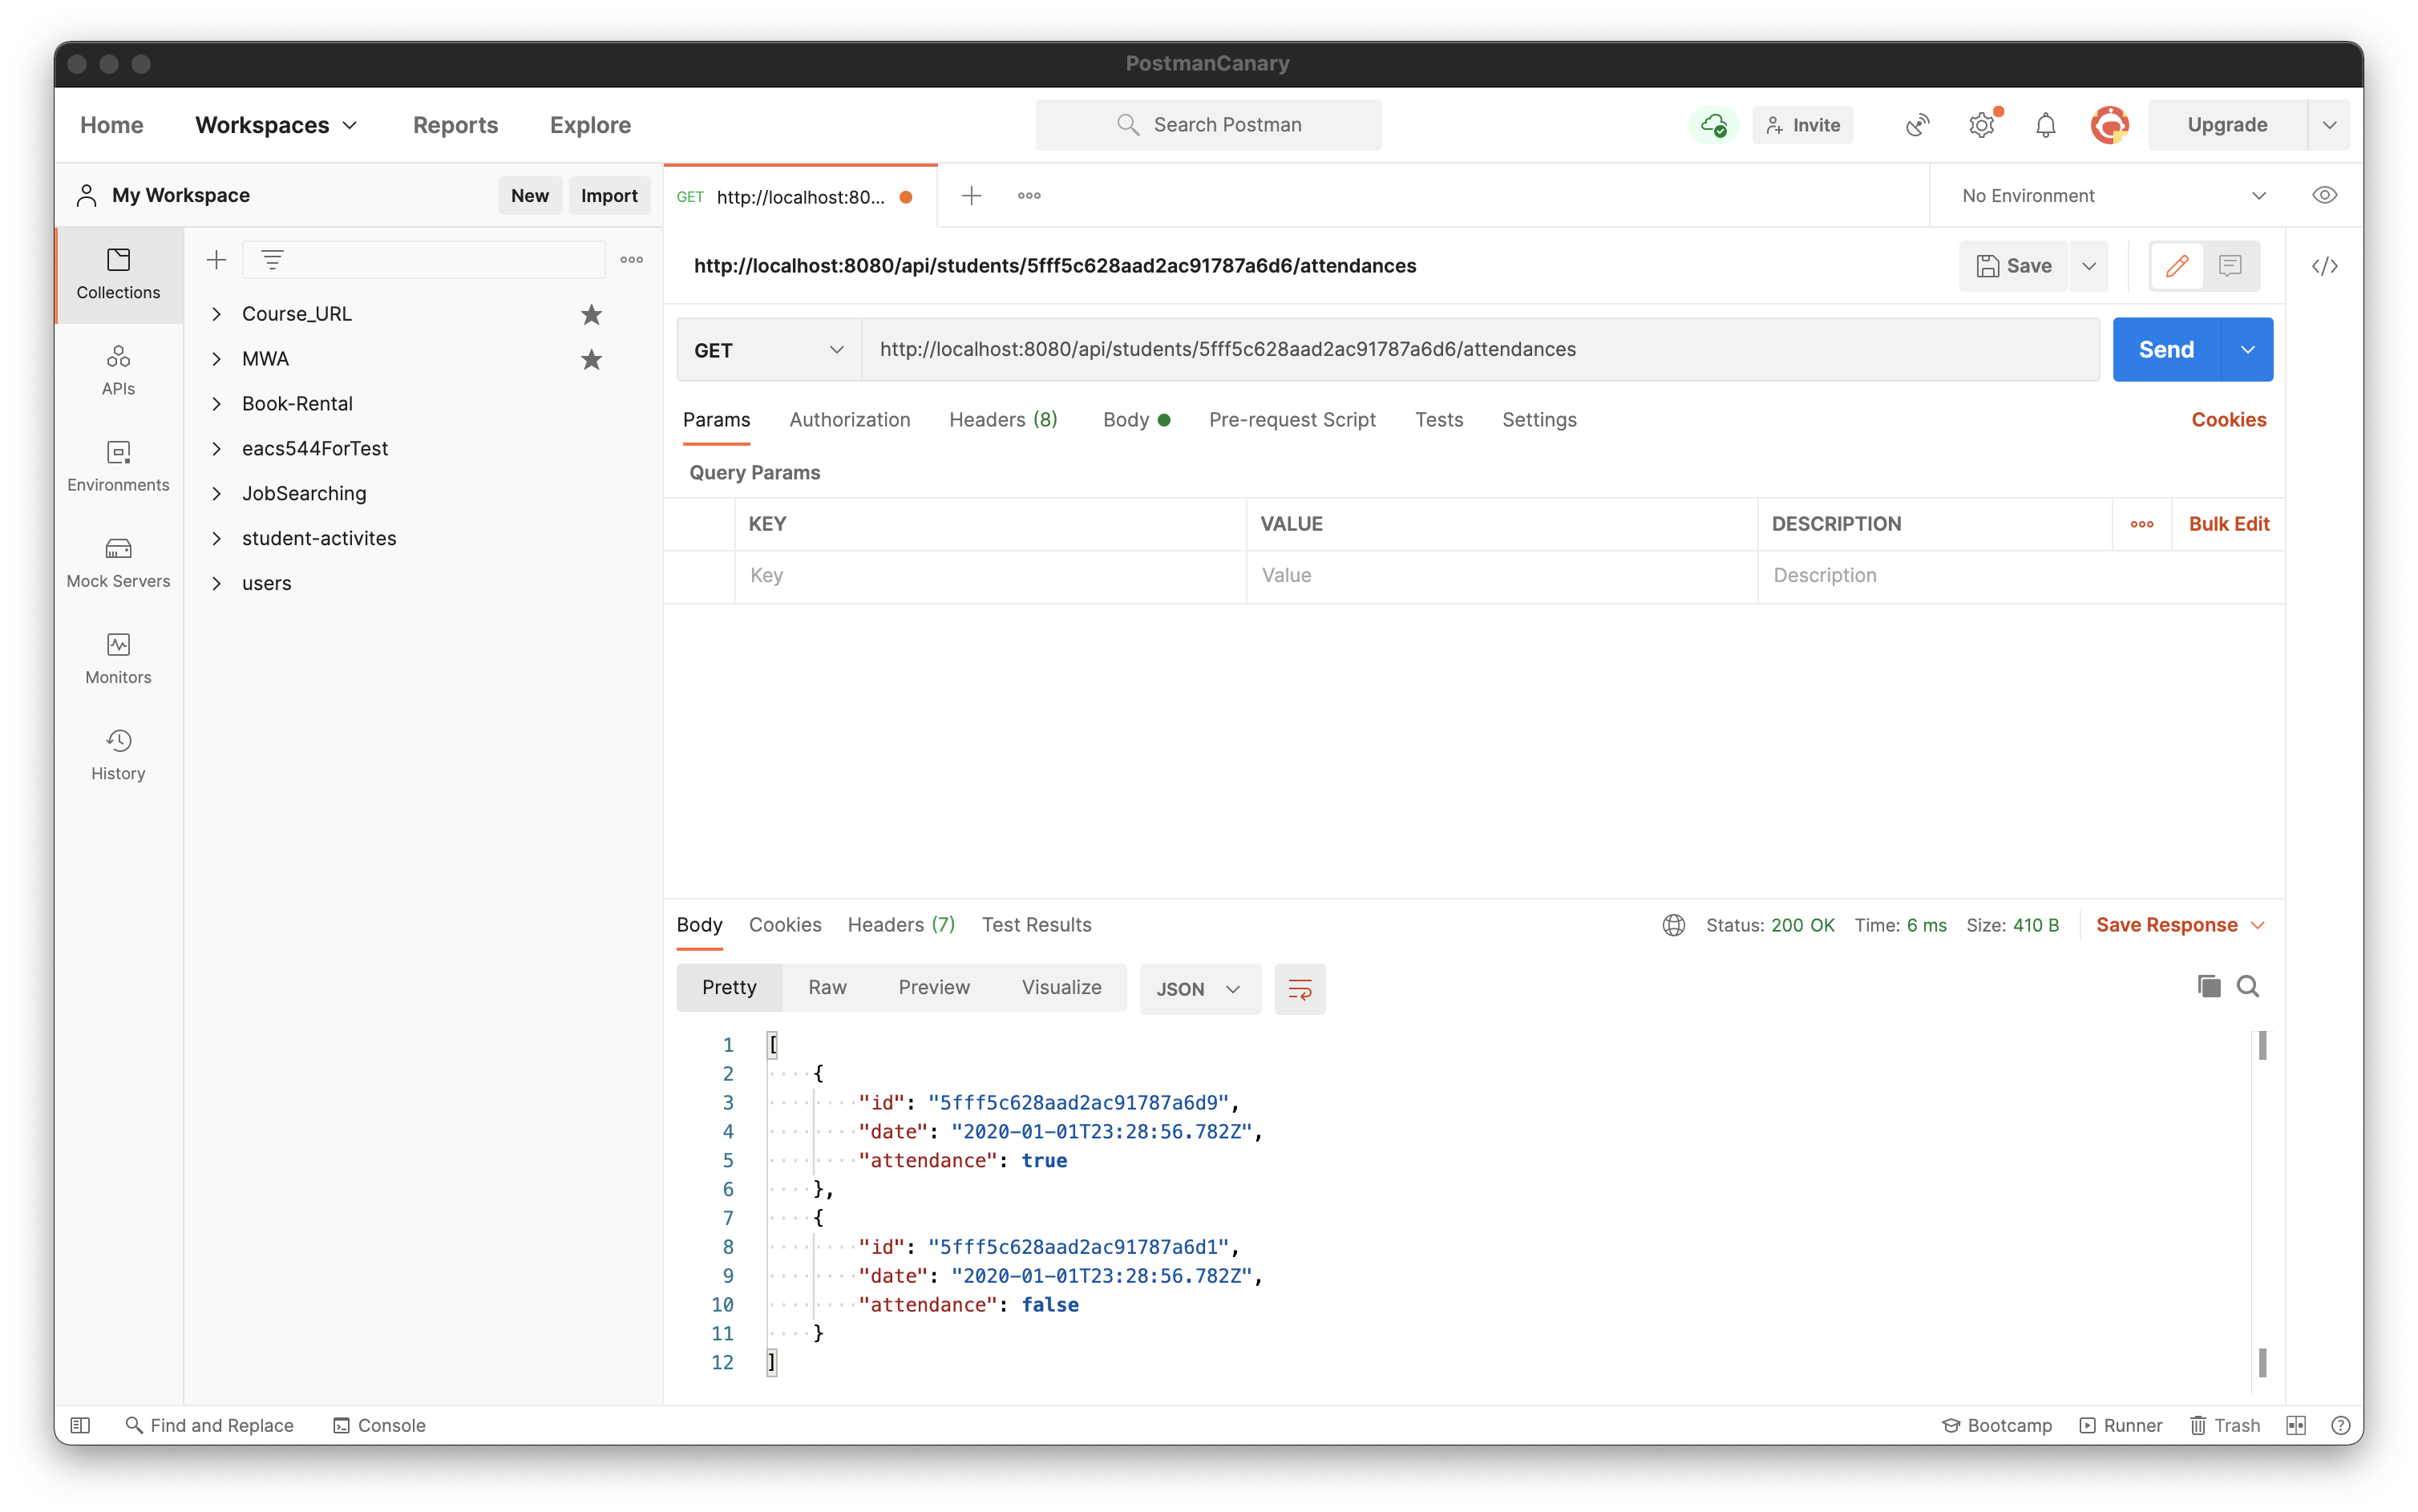 PostmanCanary
Home Workspaces Reports Explore Search Postman Invite Upgrade
My Workspace New Import GET http://localhost:80... No Environment
Collections
APIs
Environments
Mock Servers
Monitors
History
Course_URL
MWA
Book-Rental
eacs544ForTest
JobSearching
student-activites
users
http://localhost:8080/api/students/5fff5c628aad2ac91787a6d6/attendances Save
GET http://localhost:8080/api/students/5fff5c628aad2ac91787a6d6/attendances Send
Params Authorization Headers (8) Body Pre-request Script Tests Settings Cookies
Query Params
KEY VALUE DESCRIPTION Bulk Edit
Key Value Description
Body Cookies Headers (7) Test Results Status: 200 OK Time: 6 ms Size: 410 B Save Response
Pretty Raw Preview Visualize JSON
1 [
2 {
3 "id": "5fff5c628aad2ac91787a6d9",
4 "date": "2020-01-01T23:28:56.782Z",
5 "attendance": true
6 },
7 {
8 "id": "5fff5c628aad2ac91787a6d1",
9 "date": "2020-01-01T23:28:56.782Z",
10 "attendance": false
11 }
12 ]
Find and Replace Console Bootcamp Runner Trash